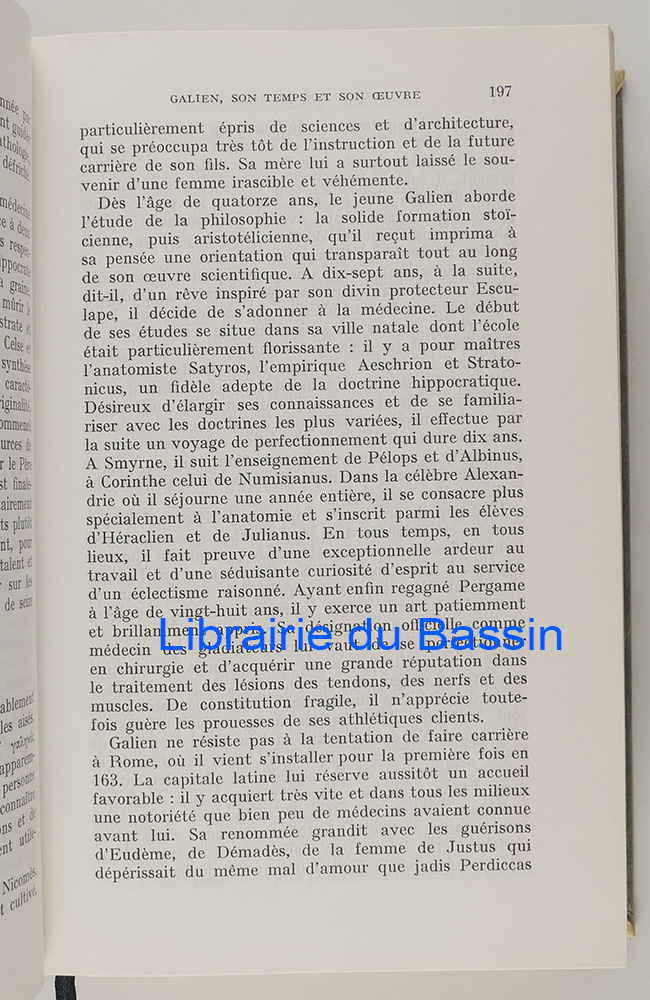 GALIEN, SON TEMPS ET SON ŒUVRE 197
particulièrement épris de sciences et d'architecture,
qui se préoccupa très tôt de l'instruction et de la future
carrière de son fils. Sa mère lui a surtout laissé le sou-
venir d'une femme irascible et véhémente.
Dès l'âge de quatorze ans, le jeune Galien aborde
l'étude de la philosophie : la solide formation stoï-
cienne, puis aristotélicienne, qu'il reçut imprima à
sa pensée une orientation qui transparaît tout au long
de son œuvre scientifique. A dix-sept ans, à la suite,
dit-il, d'un rêve inspiré par son divin protecteur Escu-
lape, il décide de s'adonner à la médecine. Le début
de ses études se situe dans sa ville natale dont l'école
était particulièrement florissante : il y a pour maîtres
l'anatomiste Satyros, l'empirique Aeschrion et Strato-
nicus, un fidèle adepte de la doctrine hippocratique.
Désireux d'élargir ses connaissances et de se familia-
riser avec les doctrines les plus variées, il effectue par
la suite un voyage de perfectionnement qui dure dix ans.
A Smyrne, il suit l'enseignement de Pélops et d'Albinus,
à Corinthe celui de Numisianus. Dans la célèbre Alexan-
drie où il séjourne une année entière, il se consacre plus
spécialement à l'anatomie et s'inscrit parmi les élèves
d'Héraclien et de Julianus. En tous temps, en tous
lieux, il fait preuve d'une exceptionnelle ardeur au
travail et d'une séduisante curiosité d'esprit au service
d'un éclectisme raisonné. Ayant enfin regagné Pergame
à l'âge de vingt-huit ans, il y exerce un art patiemment
et brillamment appris. Sa désignation officielle comme
médecin des gladiateurs lui vaut de se perfectionner
en chirurgie et d'acquérir une grande réputation dans
le traitement des lésions des tendons, des nerfs et des
muscles. De constitution fragile, il n'apprécie toute-
fois guère les prouesses de ses athlétiques clients.
Galien ne résiste pas à la tentation de faire carrière
à Rome, où il vient s'installer pour la première fois en
163. La capitale latine lui réserve aussitôt un accueil
favorable : il y acquiert très vite et dans tous les milieux
une notoriété que bien peu de médecins avaient connue
avant lui. Sa renommée grandit avec les guérisons
d'Eudème, de Démadès, de la femme de Justus qui
dépérissait du même mal d'amour que jadis Perdiccas
Librairie du Bassin